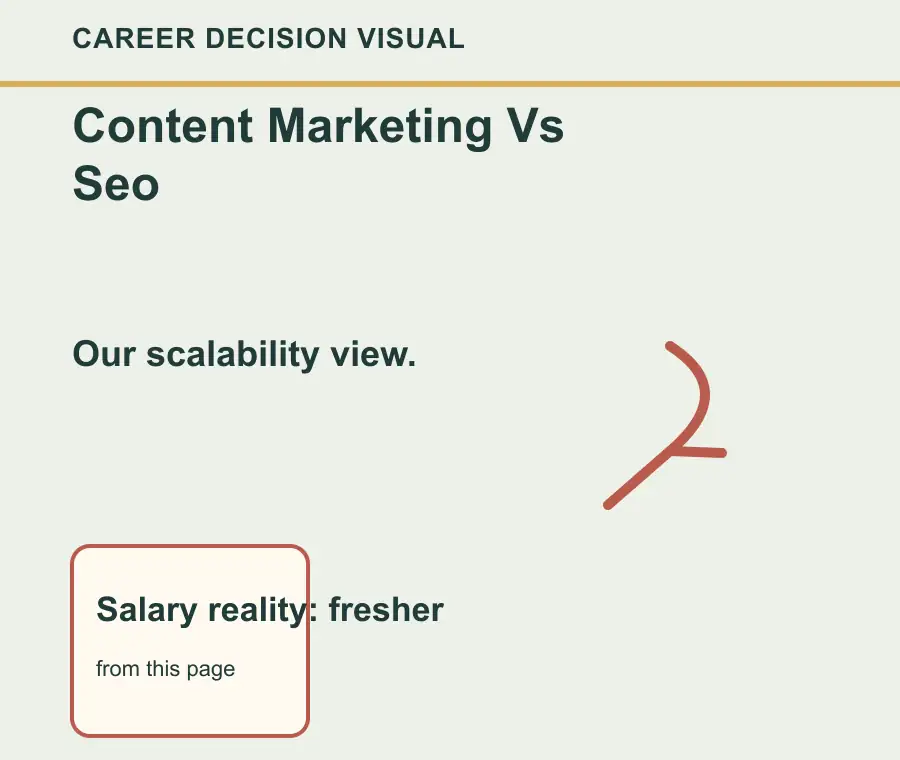 CAREER DECISION VISUAL
Content Marketing Vs
Seo
Our scalability view.
Salary reality: fresher
from this page